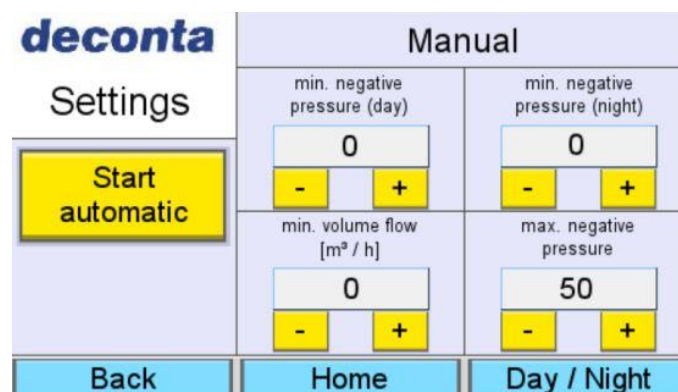 deconta
Manual
Settings
min. negative
pressure (day)
0
-
+
min. negative
pressure (night)
0
-
+
Start
automatic
min. volume flow
[m³ / h]
0
-
+
max. negative
pressure
50
-
+
Back
Home
Day / Night